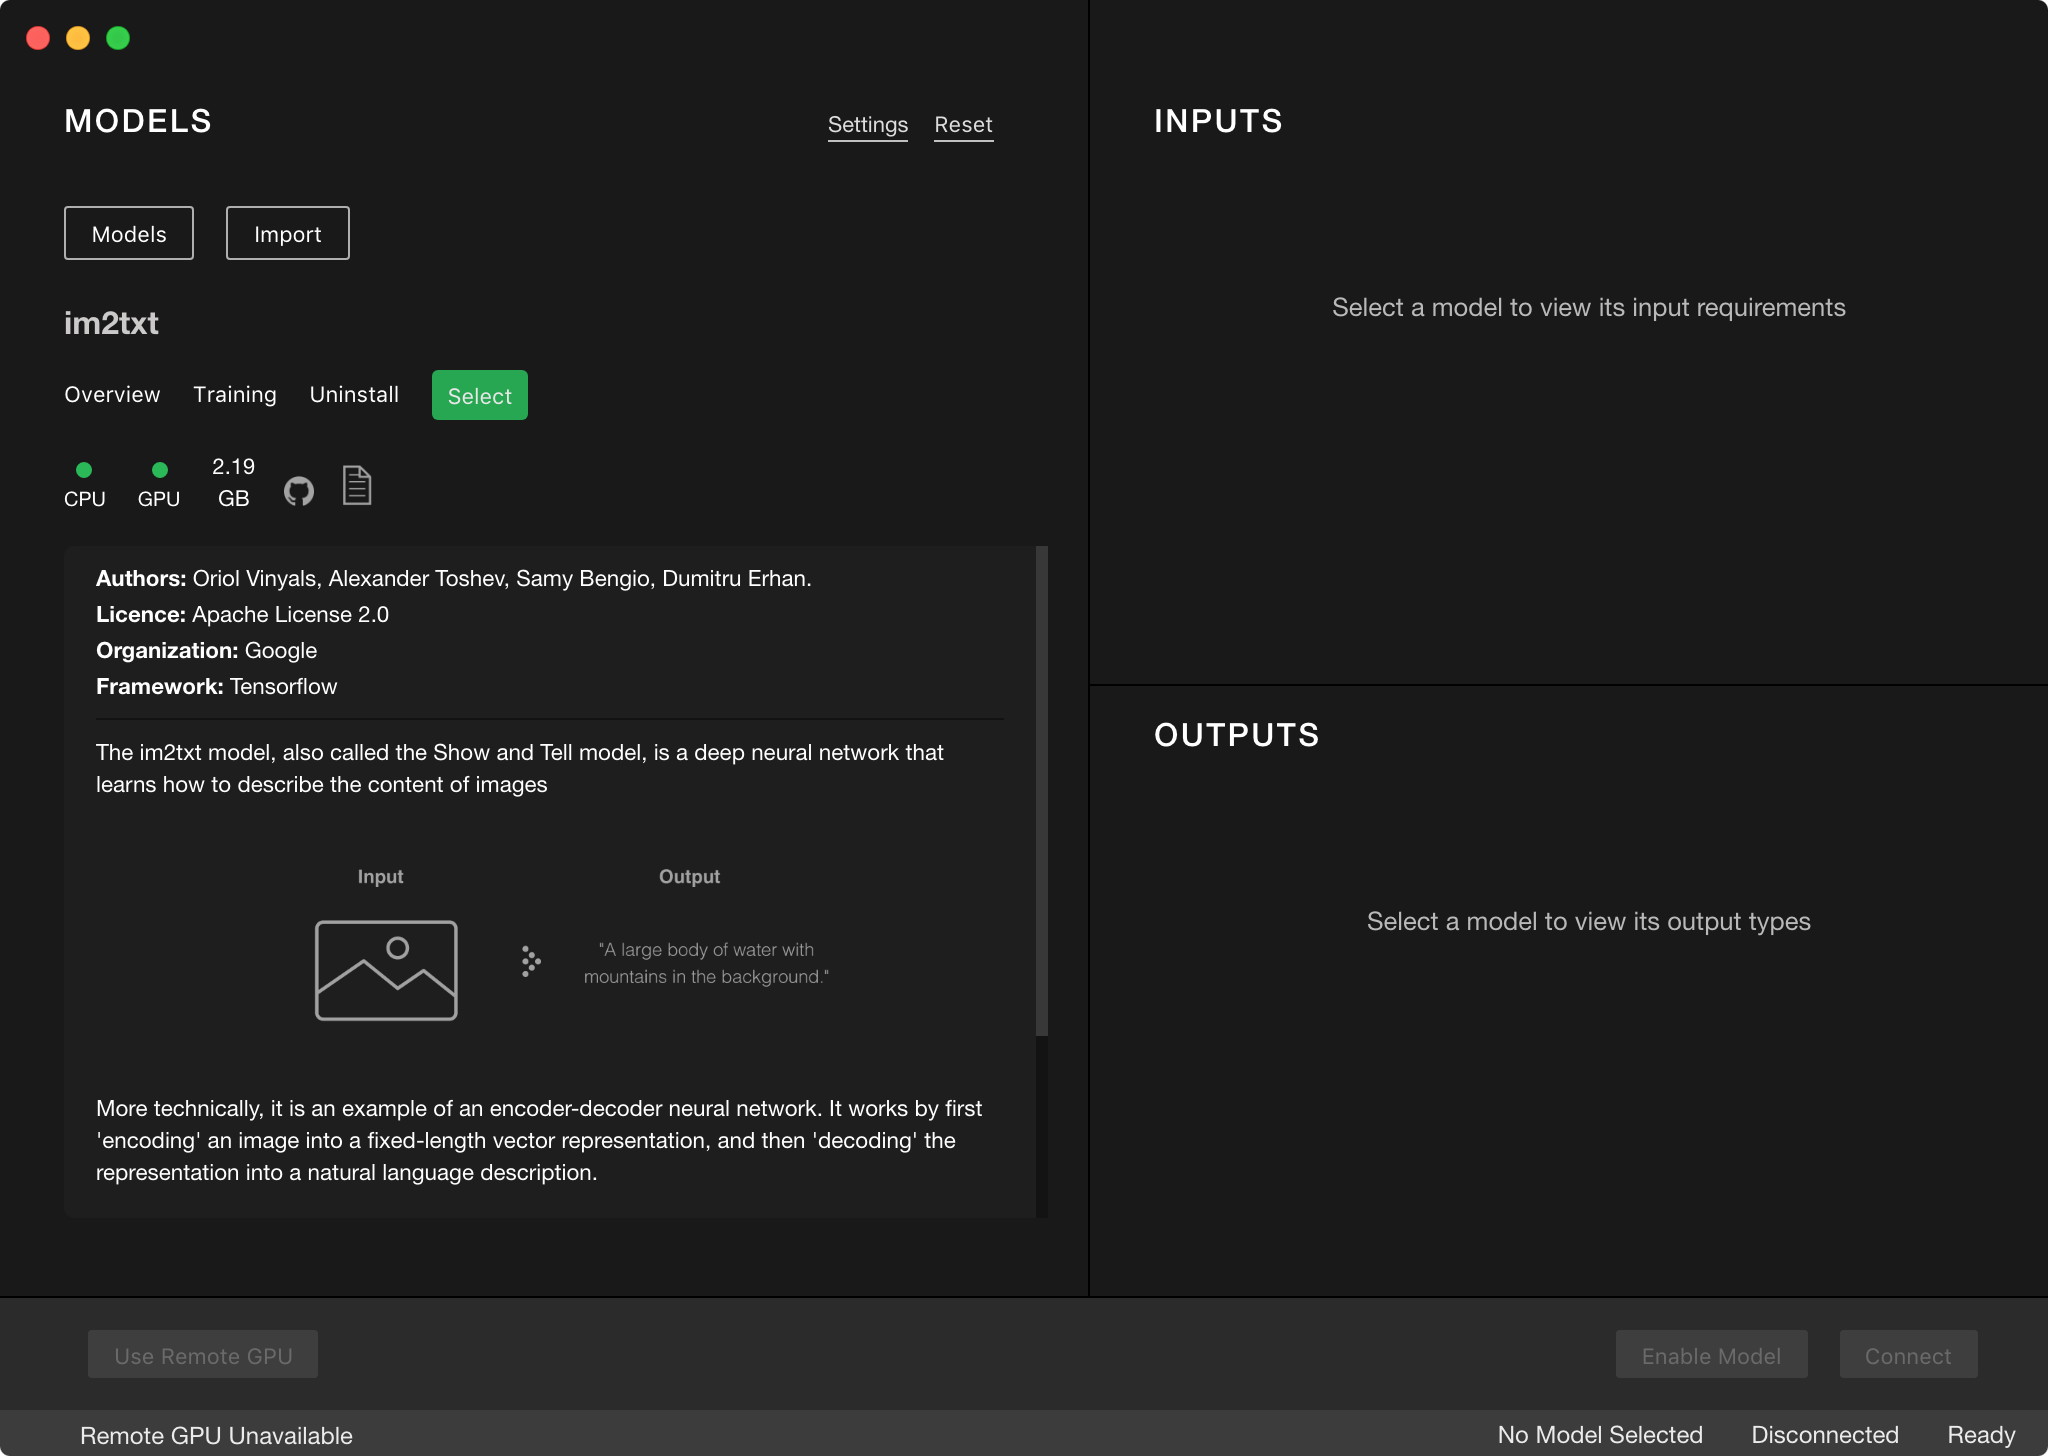 MODELS
Settings Reset
Models Import
im2txt
Overview Training Uninstall Select
CPU GPU 2.19 GB
Authors: Oriol Vinyals, Alexander Toshev, Samy Bengio, Dumitru Erhan.
Licence: Apache License 2.0
Organization: Google
Framework: Tensorflow
The im2txt model, also called the Show and Tell model, is a deep neural network that
learns how to describe the content of images
Input Output
"A large body of water with
mountains in the background."
More technically, it is an example of an encoder-decoder neural network. It works by first
'encoding' an image into a fixed-length vector representation, and then 'decoding' the
representation into a natural language description.
INPUTS
Select a model to view its input requirements
OUTPUTS
Select a model to view its output types
Use Remote GPU Enable Model Connect
Remote GPU Unavailable No Model Selected Disconnected Ready